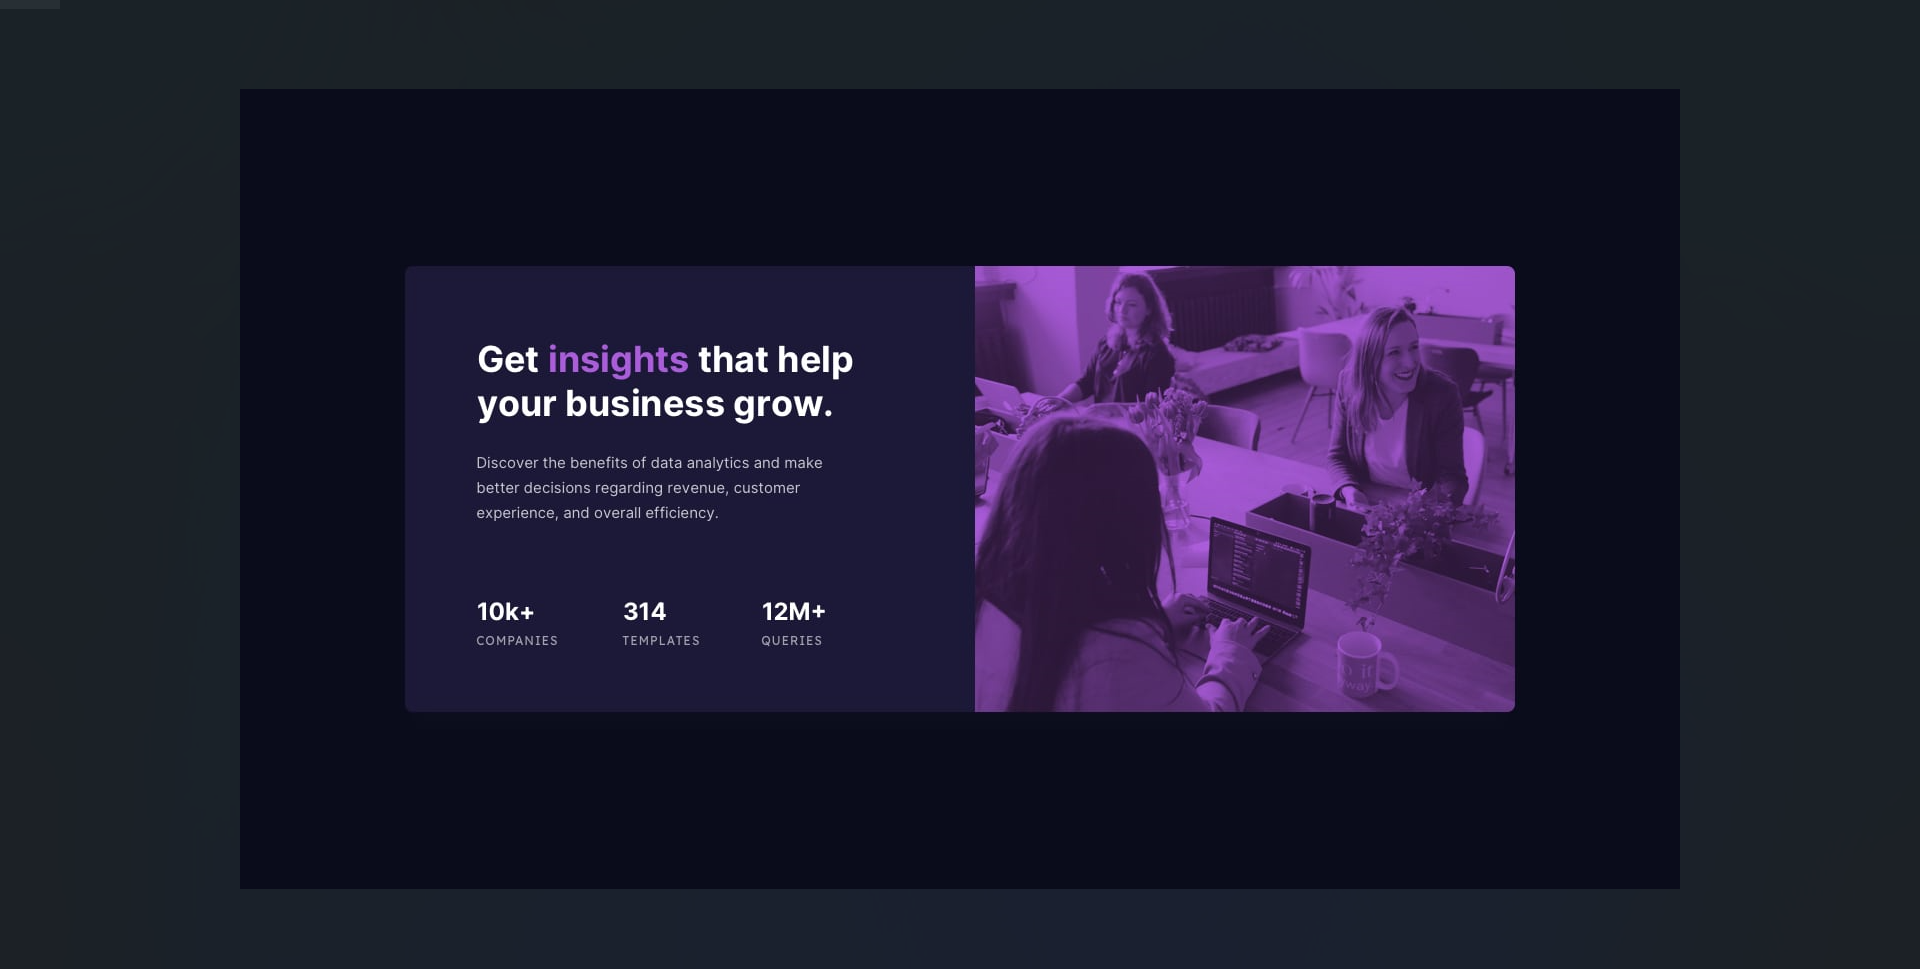 Get insights that help
your business grow.
Discover the benefits of data analytics and make
better decisions regarding revenue, customer
experience, and overall efficiency.
10k+ 314 12M+
COMPANIES TEMPLATES QUERIES